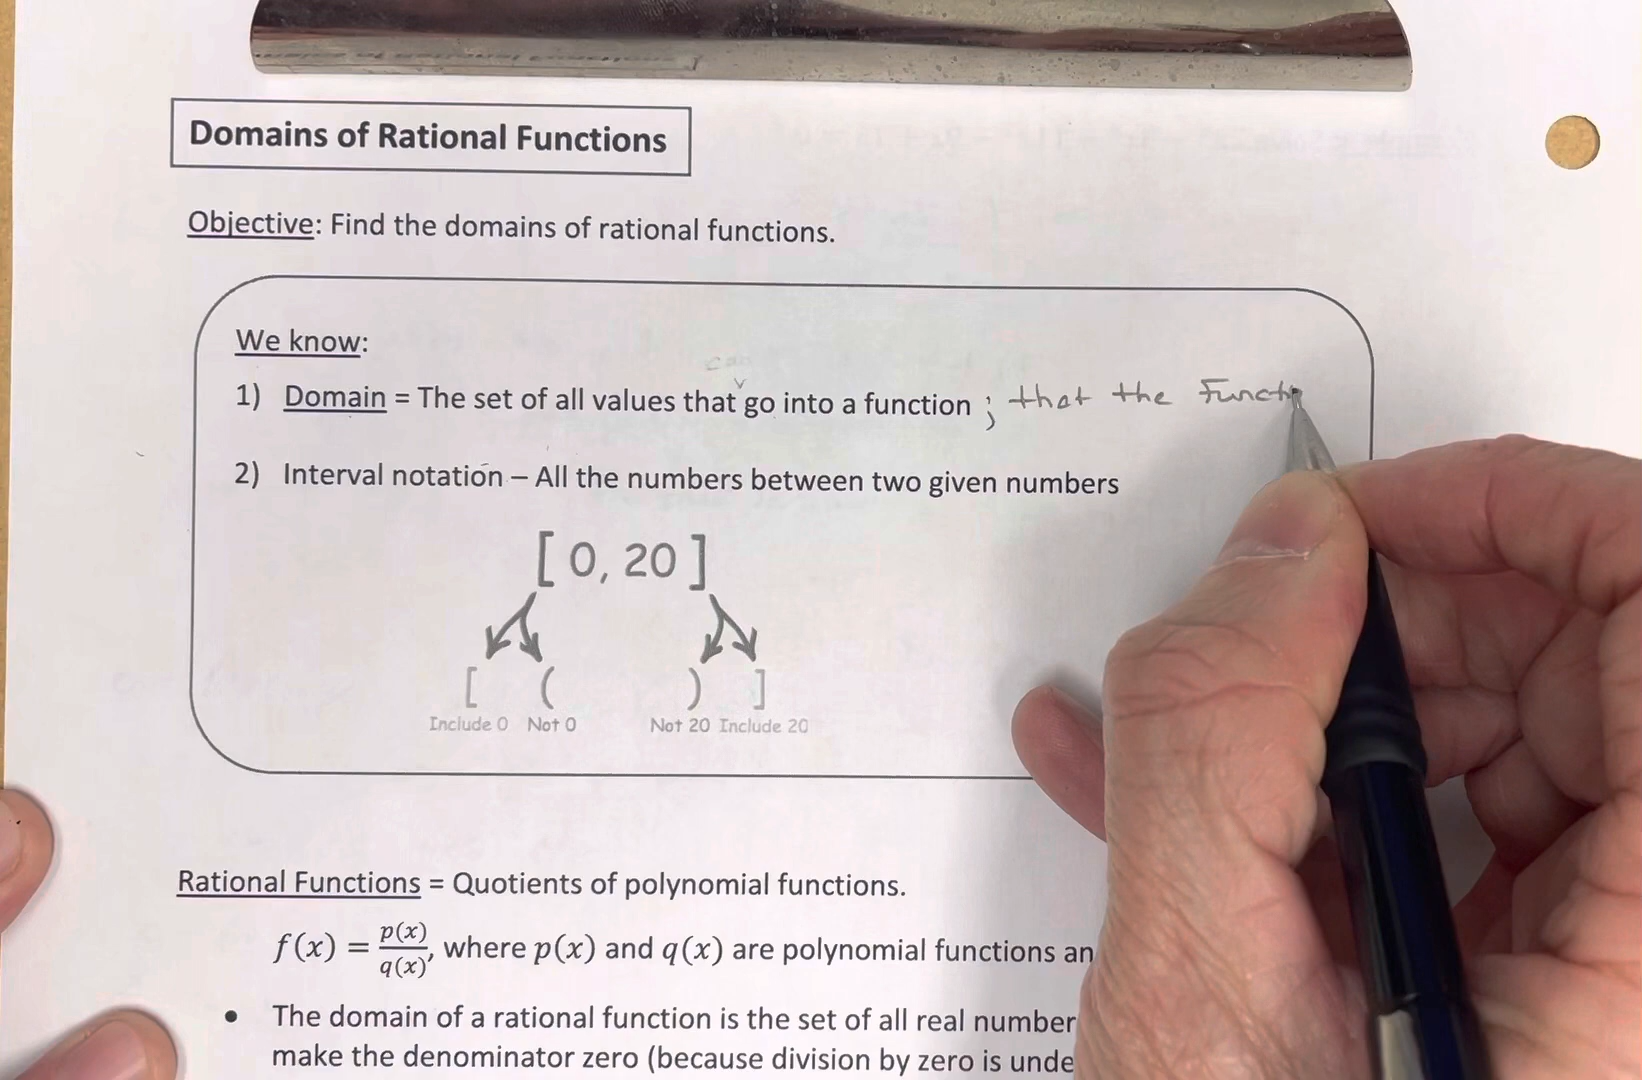 Domains of Rational Functions
Objective: Find the domains of rational functions.
We know:
can
1) Domain = The set of all values that go into a function ; that the Functi
2) Interval notation – All the numbers between two given numbers
[ 0, 20 ]
[ ( ) ]
Include 0 Not 0 Not 20 Include 20
Rational Functions = Quotients of polynomial functions.
f(x) = p(x)/q(x), where p(x) and q(x) are polynomial functions an
• The domain of a rational function is the set of all real number
make the denominator zero (because division by zero is unde